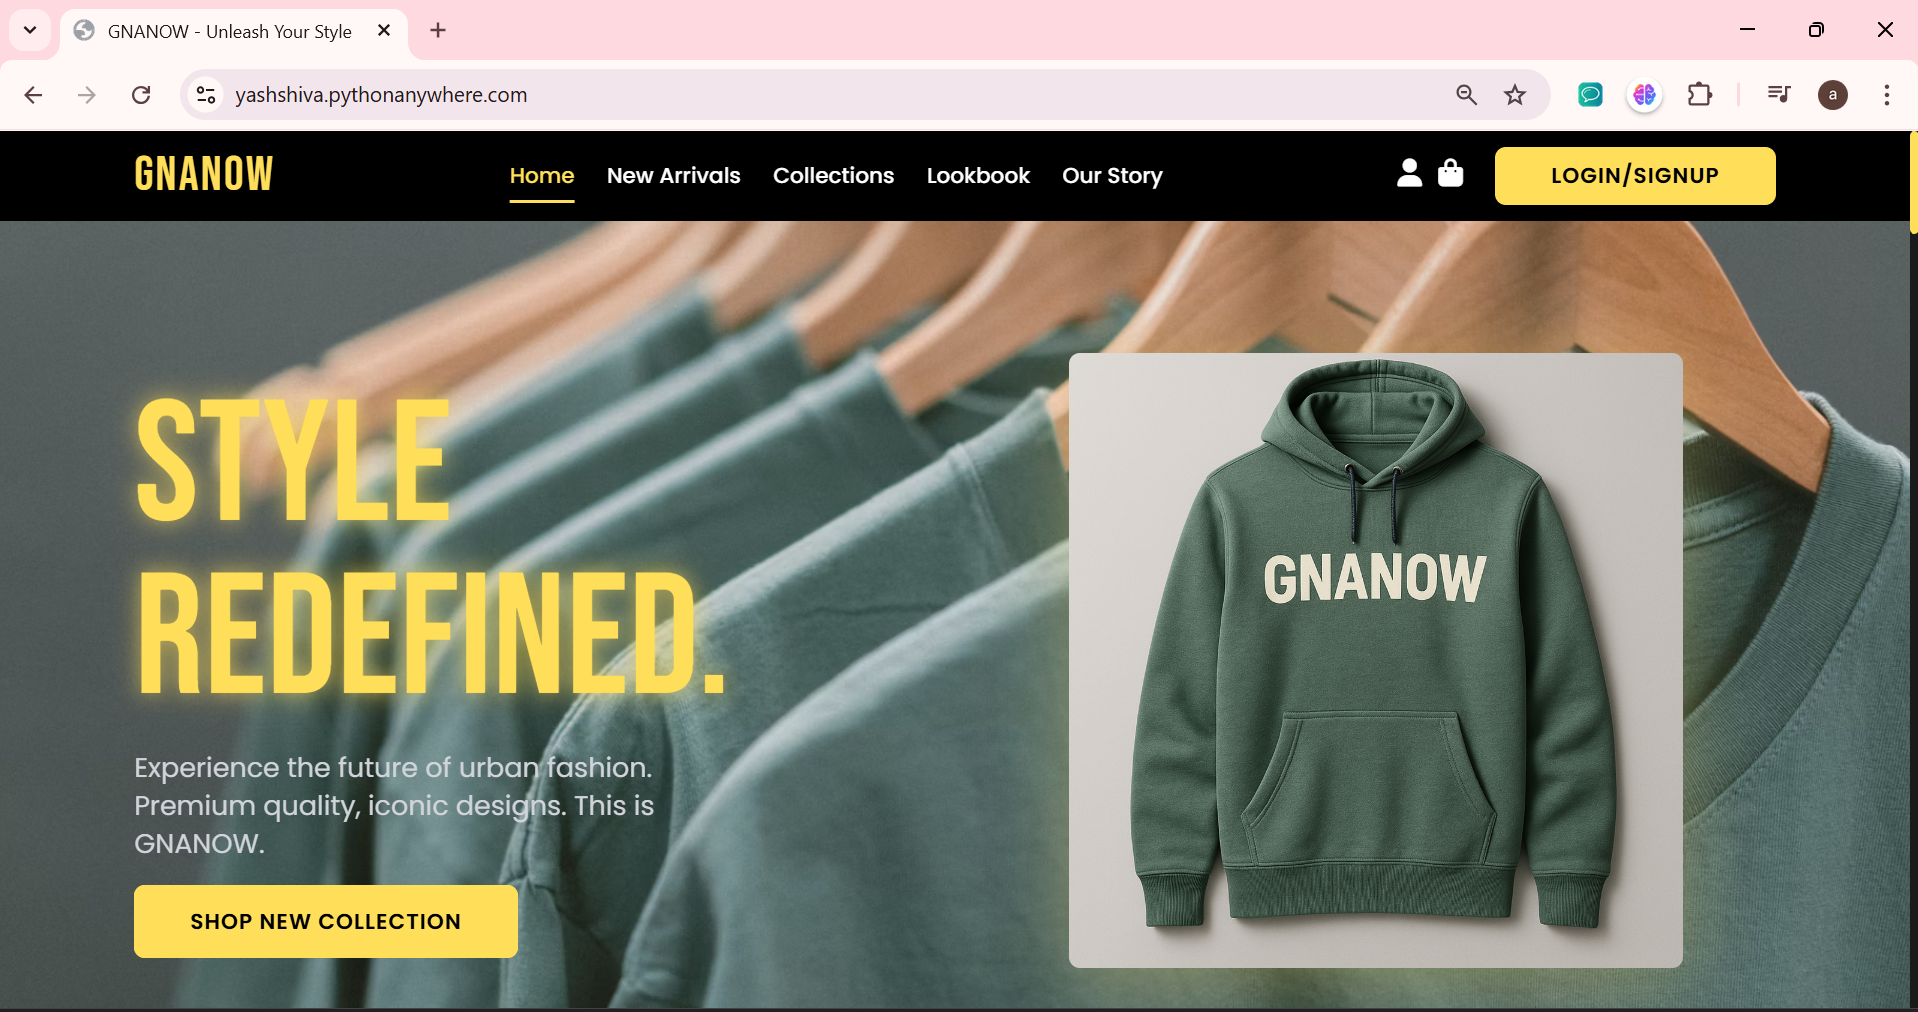 GNANOW - Unleash Your Style
yashshiva.pythonanywhere.com
a
GNANOW
Home
New Arrivals
Collections
Lookbook
Our Story
LOGIN/SIGNUP
STYLE
REDEFINED.
GNANOW
Experience the future of urban fashion.
Premium quality, iconic designs. This is
GNANOW.
SHOP NEW COLLECTION